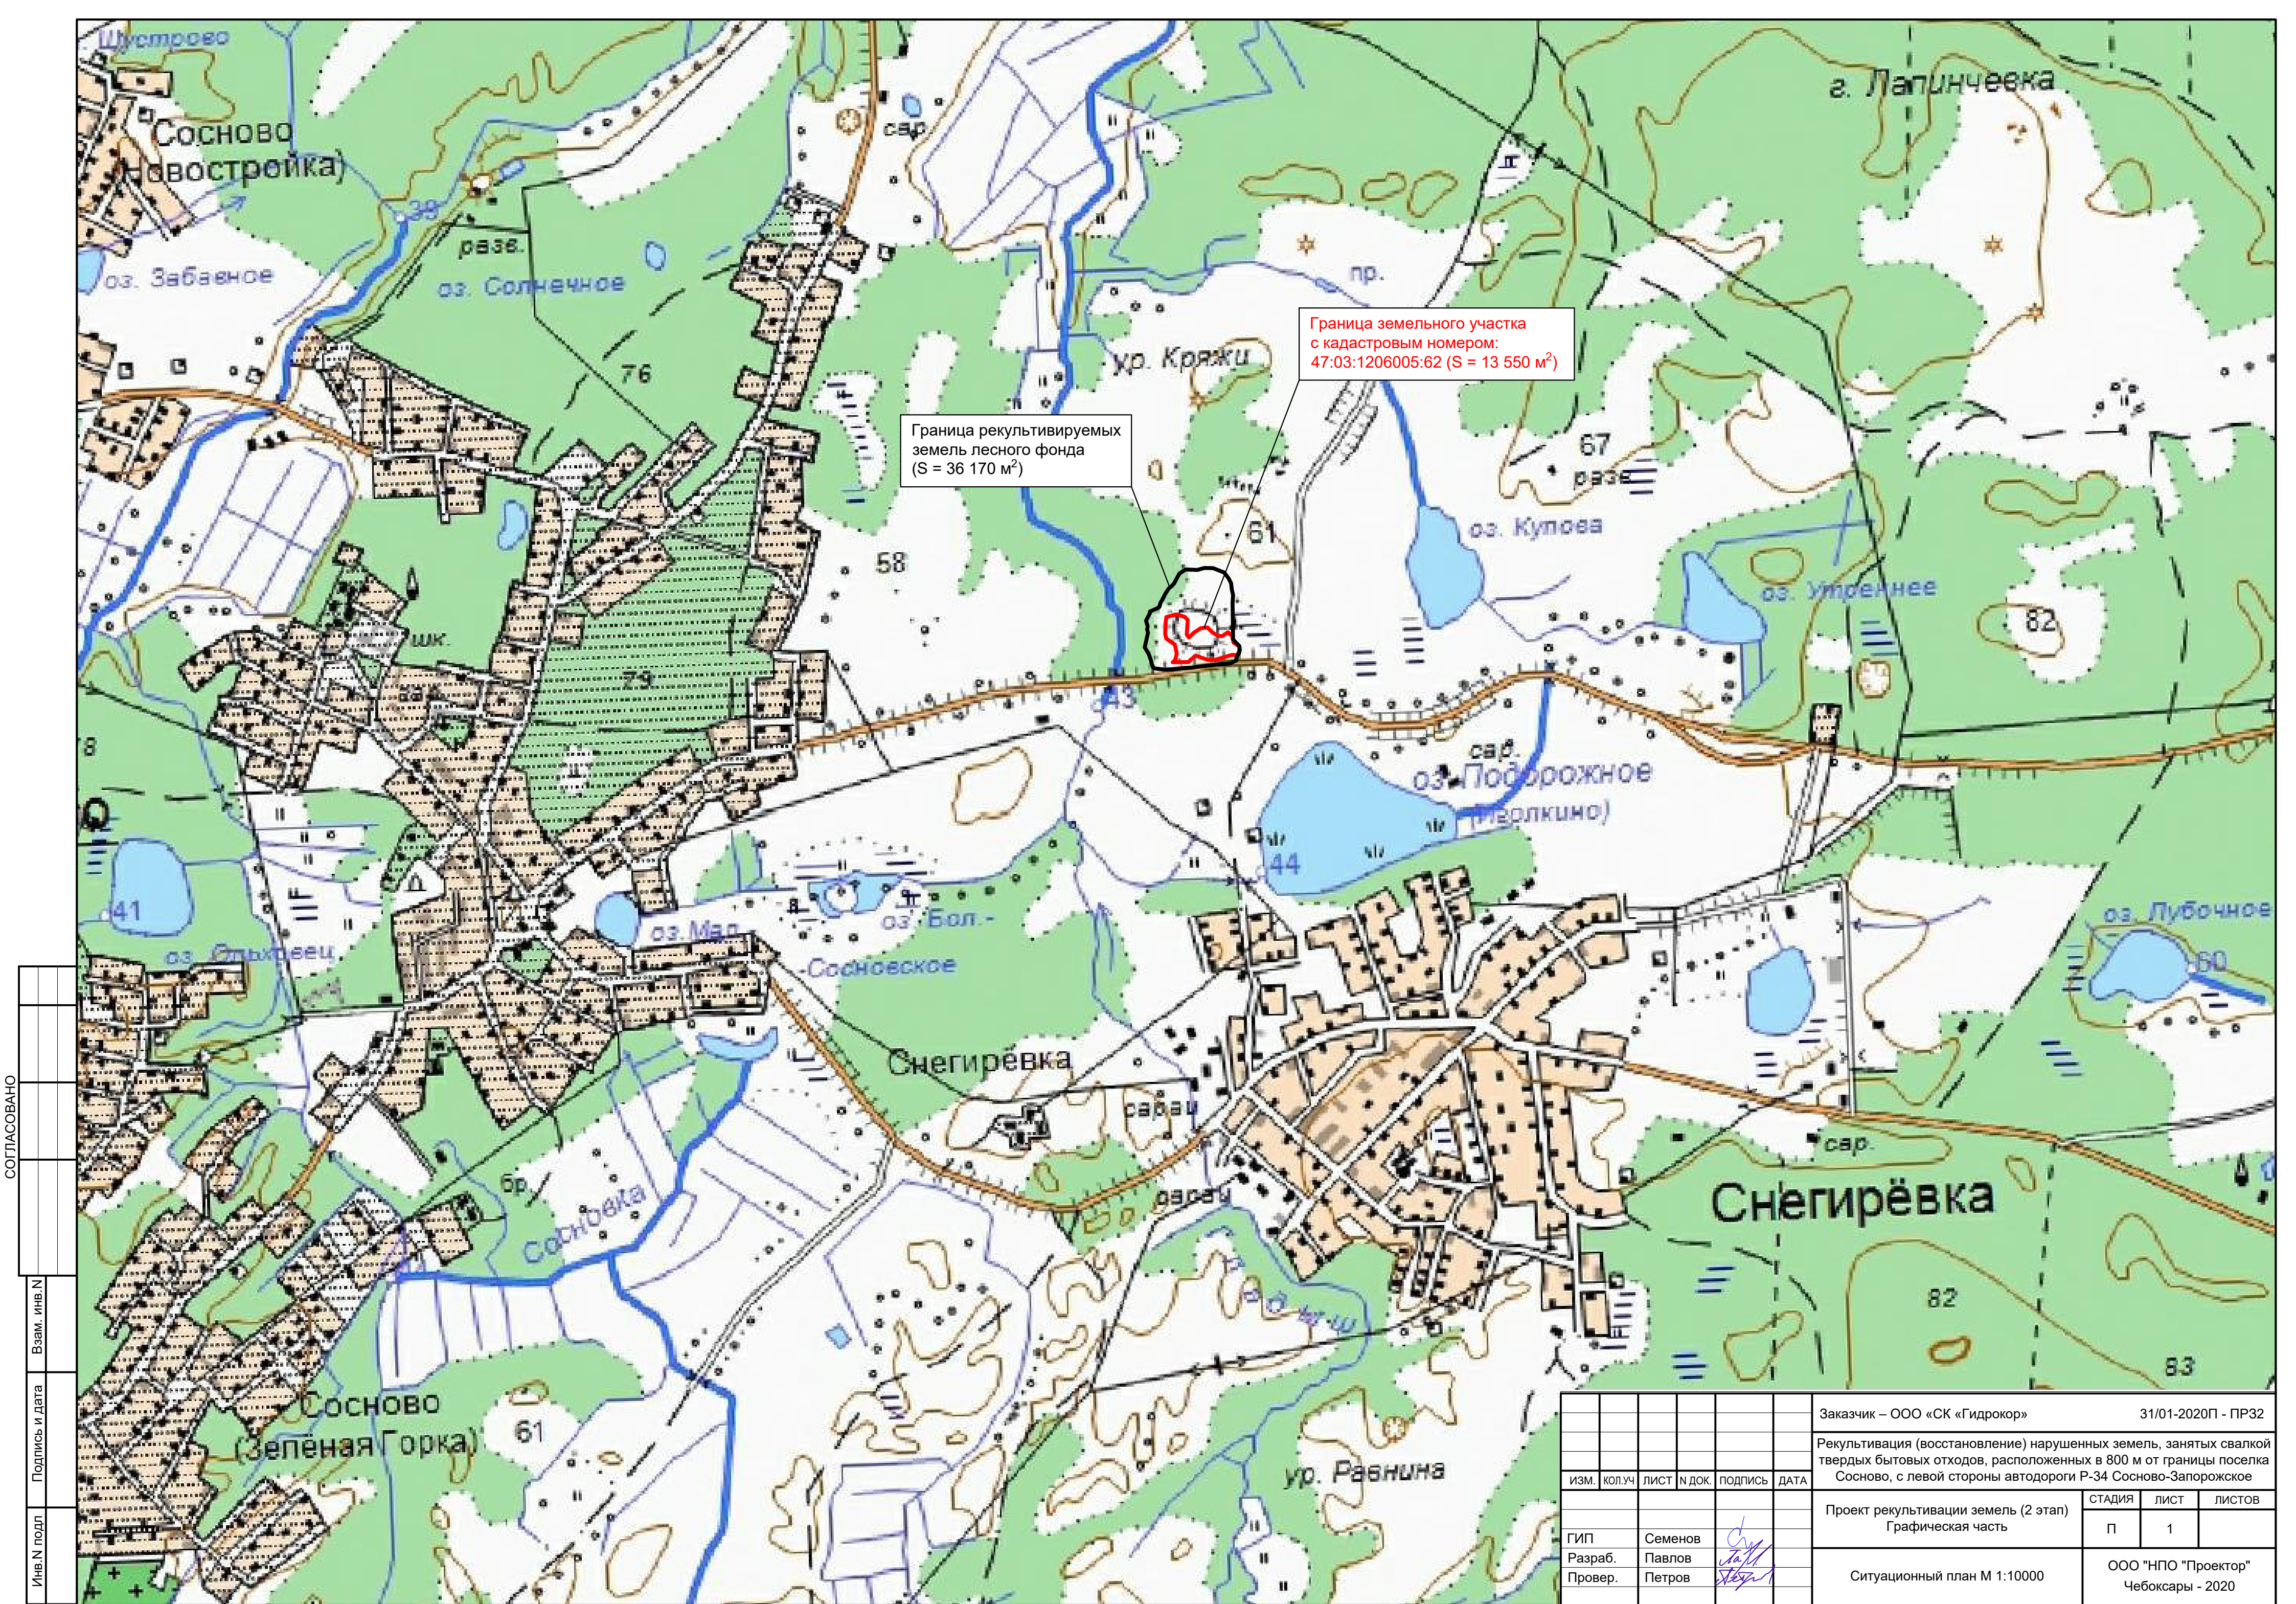 Шустрово
Сосново
Новостройка)
39
разв.
оз. Забавное
оз. Солнечное
сар.
г. Лапинчевка
пр.
76
ур. Кряжи
Граница земельного участка
с кадастровым номером:
47:03:1206005:62 (S = 13 550 м²)
Граница рекультивируемых
земель лесного фонда
(S = 36 170 м²)
67
разв.
58
61
оз. Купова
оз. Утреннее
82
шк.
79
43
сар.
оз. Подорожное
(Иголкино)
44
41
оз. Ольховец
оз. Мал.-
оз. Бол.-
-Сосновское
оз. Лубочное
60
Снегирёвка
сараи
сараи
сар.
Снегирёвка
бр.
Сосновка
82
83
Сосново
(Зелёная Горка)
61
ур. Равнина
СОГЛАСОВАНО
Взам. инв.N
Подпись и дата
Инв.N подл
Заказчик – ООО «СК «Гидрокор» 31/01-2020П - ПРЗ2
Рекультивация (восстановление) нарушенных земель, занятых свалкой
твердых бытовых отходов, расположенных в 800 м от границы поселка
Сосново, с левой стороны автодороги Р-34 Сосново-Запорожское
ИЗМ. КОЛ.УЧ ЛИСТ N ДОК. ПОДПИСЬ ДАТА
Проект рекультивации земель (2 этап)
Графическая часть
СТАДИЯ ЛИСТ ЛИСТОВ
П 1
ГИП Семенов
Разраб. Павлов
Провер. Петров
Ситуационный план М 1:10000
ООО "НПО "Проектор"
Чебоксары - 2020